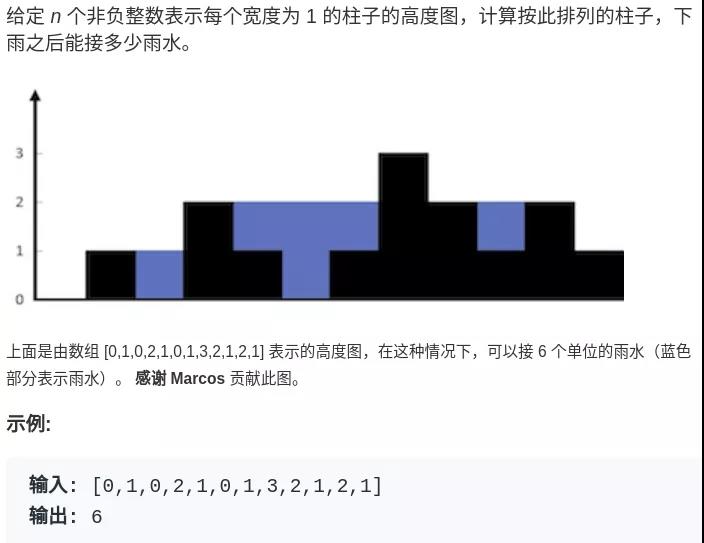 给定 n 个非负整数表示每个宽度为 1 的柱子的高度图，计算按此排列的柱子，下
雨之后能接多少雨水。
3
2
1
0
上面是由数组 [0,1,0,2,1,0,1,3,2,1,2,1] 表示的高度图，在这种情况下，可以接 6 个单位的雨水（蓝色
部分表示雨水）。 感谢 Marcos 贡献此图。
示例:
输入: [0,1,0,2,1,0,1,3,2,1,2,1]
输出: 6